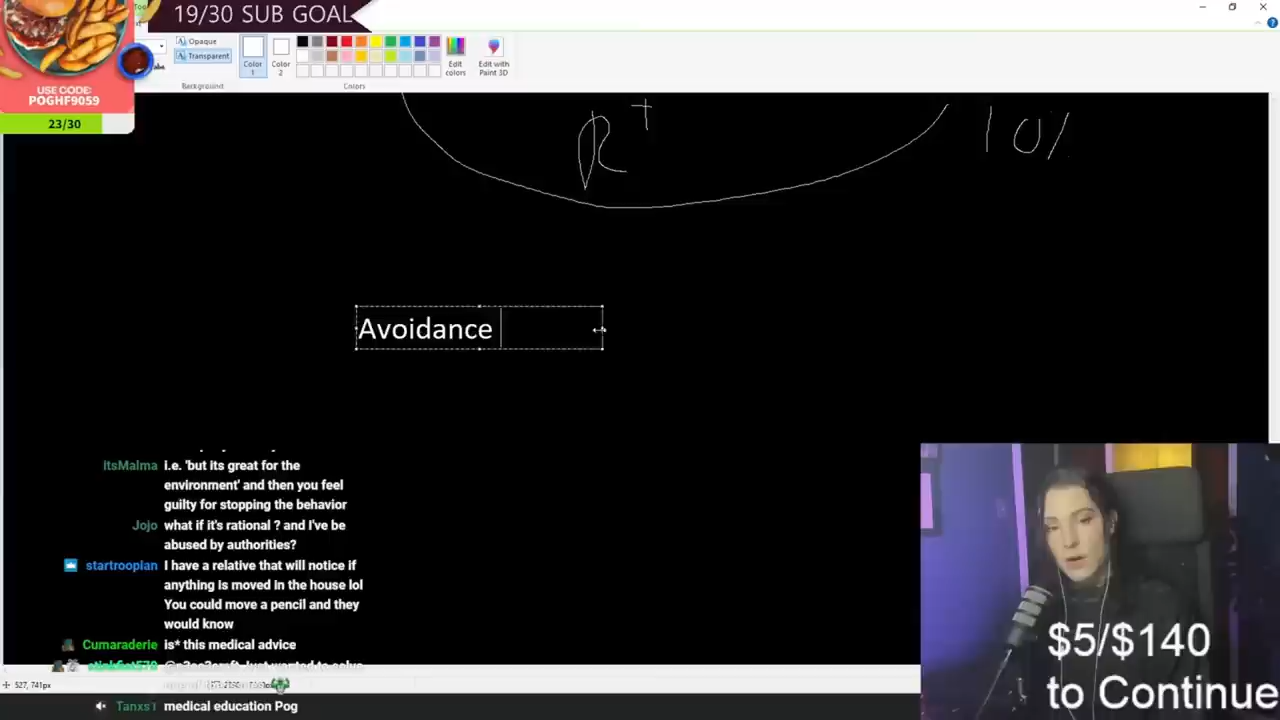 19/30 SUB GOAL
USE CODE:
POGHF9059
23/30
Opaque
Transparent
Background
Color
1
Color
2
Edit
colors
Edit with
Paint 3D
Colors
R+
10%
Avoidance
ItsMalma i.e. 'but its great for the
environment' and then you feel
guilty for stopping the behavior
Jojo what if it's rational ? and I've be
abused by authorities?
startrooplan I have a relative that will notice if
anything is moved in the house lol
You could move a pencil and they
would know
Cumaraderie is* this medical advice
527, 741px
medical education Pog
$5/$140
to Continue